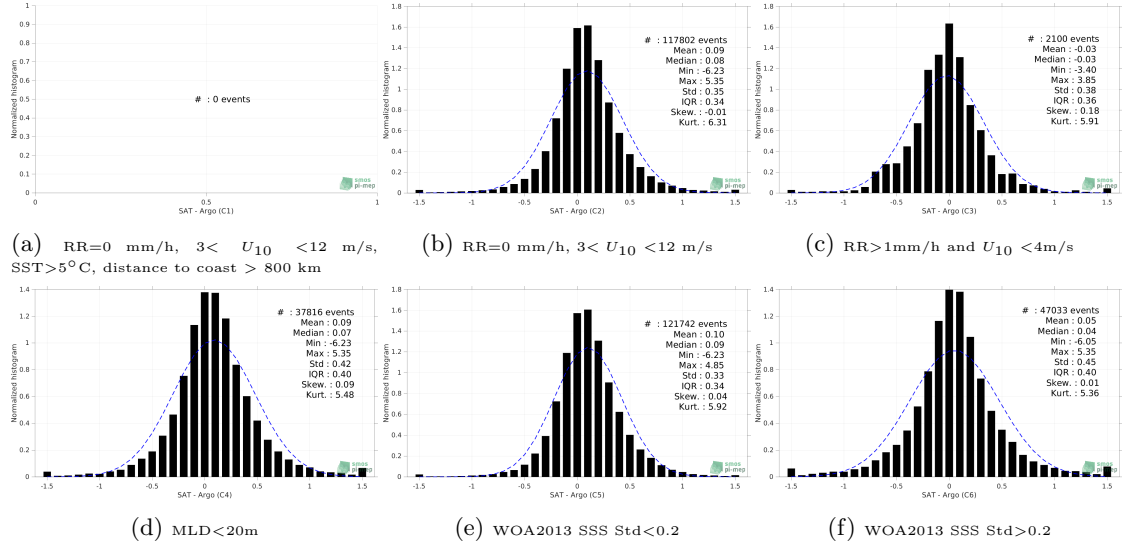 Normalized histogram
1
0.9
0.8
0.7
0.6
0.5
0.4
0.3
0.2
0.1
0
# : 0 events
smos
pi-mep
0 0.5 1
SAT - Argo (C1)
(a) RR=0 mm/h, 3< U10 <12 m/s,
SST>5°C, distance to coast > 800 km
Normalized histogram
1.8
1.6
1.4
1.2
1
0.8
0.6
0.4
0.2
0
# : 117802 events
Mean : 0.09
Median : 0.08
Min : -6.23
Max : 5.35
Std : 0.35
IQR : 0.34
Skew. : -0.01
Kurt. : 6.31
smos
pi-mep
-1.5 -1 -0.5 0 0.5 1 1.5
SAT - Argo (C2)
(b) RR=0 mm/h, 3< U10 <12 m/s
Normalized histogram
1.8
1.6
1.4
1.2
1
0.8
0.6
0.4
0.2
0
# : 2100 events
Mean : -0.03
Median : -0.03
Min : -3.40
Max : 3.85
Std : 0.38
IQR : 0.36
Skew. : 0.18
Kurt. : 5.91
smos
pi-mep
-1.5 -1 -0.5 0 0.5 1 1.5
SAT - Argo (C3)
(c) RR>1mm/h and U10 <4m/s
Normalized histogram
1.4
1.2
1
0.8
0.6
0.4
0.2
0
# : 37816 events
Mean : 0.09
Median : 0.07
Min : -6.23
Max : 5.35
Std : 0.42
IQR : 0.40
Skew. : 0.09
Kurt. : 5.48
smos
pi-mep
-1.5 -1 -0.5 0 0.5 1 1.5
SAT - Argo (C4)
(d) MLD<20m
Normalized histogram
1.8
1.6
1.4
1.2
1
0.8
0.6
0.4
0.2
0
# : 121742 events
Mean : 0.10
Median : 0.09
Min : -6.23
Max : 4.85
Std : 0.33
IQR : 0.34
Skew. : 0.04
Kurt. : 5.92
smos
pi-mep
-1.5 -1 -0.5 0 0.5 1 1.5
SAT - Argo (C5)
(e) WOA2013 SSS Std<0.2
Normalized histogram
1.4
1.2
1
0.8
0.6
0.4
0.2
0
# : 47033 events
Mean : 0.05
Median : 0.04
Min : -6.05
Max : 5.35
Std : 0.45
IQR : 0.40
Skew. : 0.01
Kurt. : 5.36
smos
pi-mep
-1.5 -1 -0.5 0 0.5 1 1.5
SAT - Argo (C6)
(f) WOA2013 SSS Std>0.2